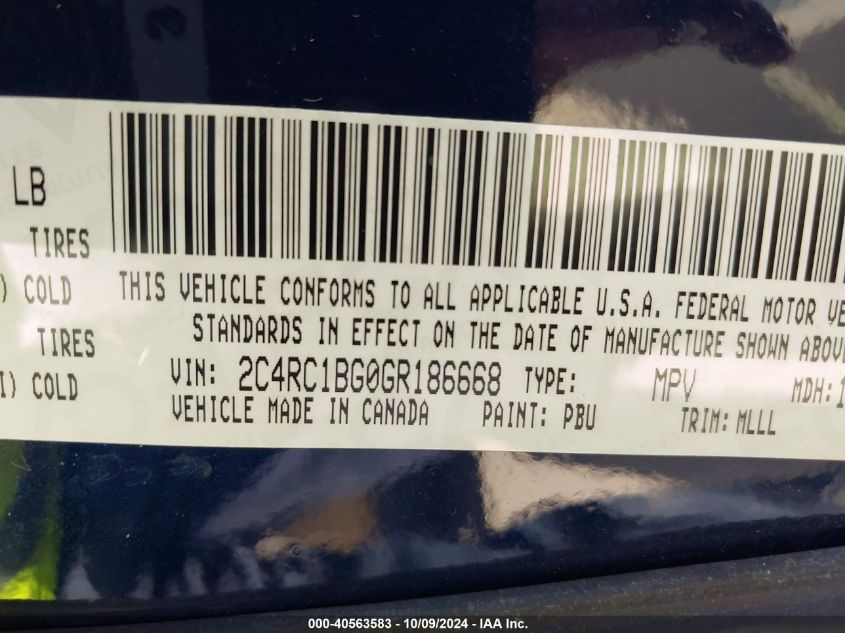 LB
TIRES
) COLD
TIRES
I) COLD
THIS VEHICLE CONFORMS TO ALL APPLICABLE U.S.A. FEDERAL MOTOR VE
STANDARDS IN EFFECT ON THE DATE OF MANUFACTURE SHOWN ABOVE
VIN: 2C4RC1BG0GR186668 TYPE: MPV MDH: 1
VEHICLE MADE IN CANADA PAINT: PBU TRIM: MLLL
000-40563583 / 10/09/2024 - IAA Inc.